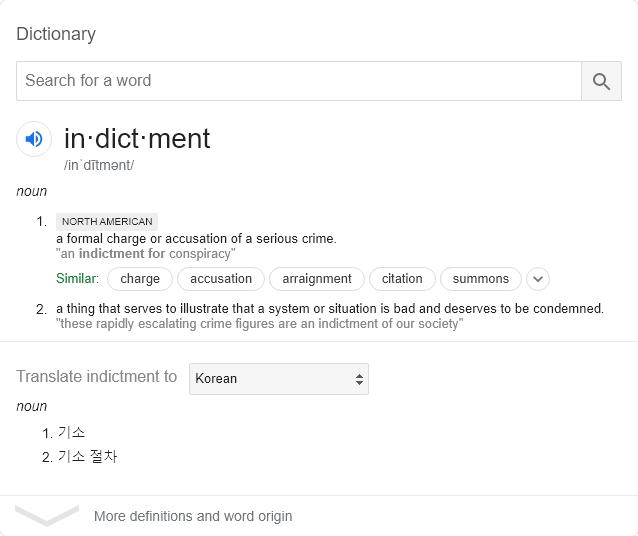 Dictionary
Search for a word
in·dict·ment
/inˈdītmənt/
noun
1. NORTH AMERICAN
a formal charge or accusation of a serious crime.
"an indictment for conspiracy"
Similar: charge accusation arraignment citation summons
2. a thing that serves to illustrate that a system or situation is bad and deserves to be condemned.
"these rapidly escalating crime figures are an indictment of our society"
Translate indictment to Korean
noun
1. 기소
2. 기소 절차
More definitions and word origin